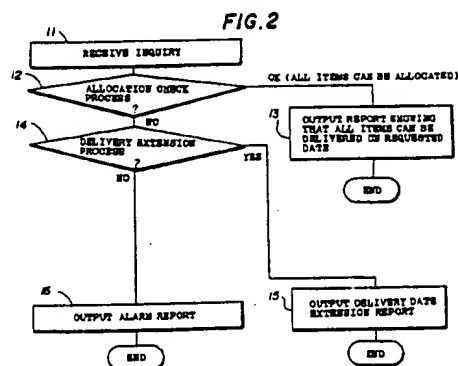 FIG.2
11
RECEIVE INQUIRY
12
ALLOCATION CHECK
PROCESS
?
OK (ALL ITEMS CAN BE ALLOCATED)
NO
13
OUTPUT REPORT SHOWING
THAT ALL ITEMS CAN BE
DELIVERED ON REQUESTED
DATE
END
14
DELIVERY EXTENSION
PROCESS
?
YES
NO
16
OUTPUT ALARM REPORT
END
15
OUTPUT DELIVERY DATE
EXTENSION REPORT
END